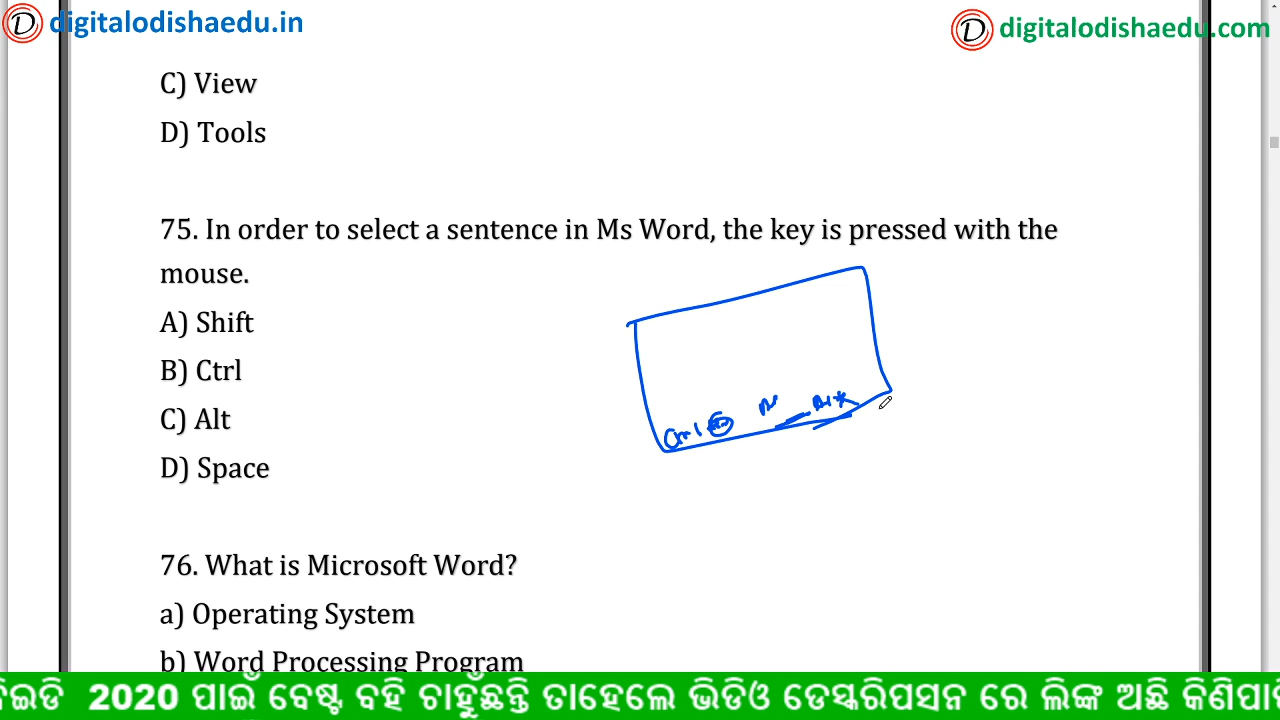 digitalodishaedu.in
digitalodishaedu.com
C) View
D) Tools
75. In order to select a sentence in Ms Word, the key is pressed with the
mouse.
A) Shift
B) Ctrl
C) Alt
D) Space
Ctrl
76. What is Microsoft Word?
a) Operating System
b) Word Processing Program
2020 ପାଇଁ ବେଷ୍ଟ ବହି ଚାହୁଁଛନ୍ତି ତାହେଲେ ଭିଡିଓ ଡେସ୍କରିପସନ ରେ ଲିଙ୍କ ଅଛି